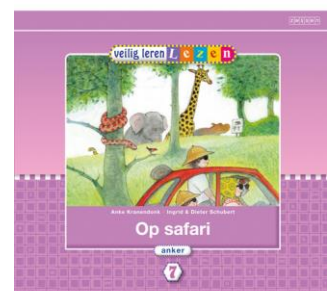 veilig leren Lezen
Anke Kranendonk · Ingrid & Dieter Schubert
Op safari
anker
7